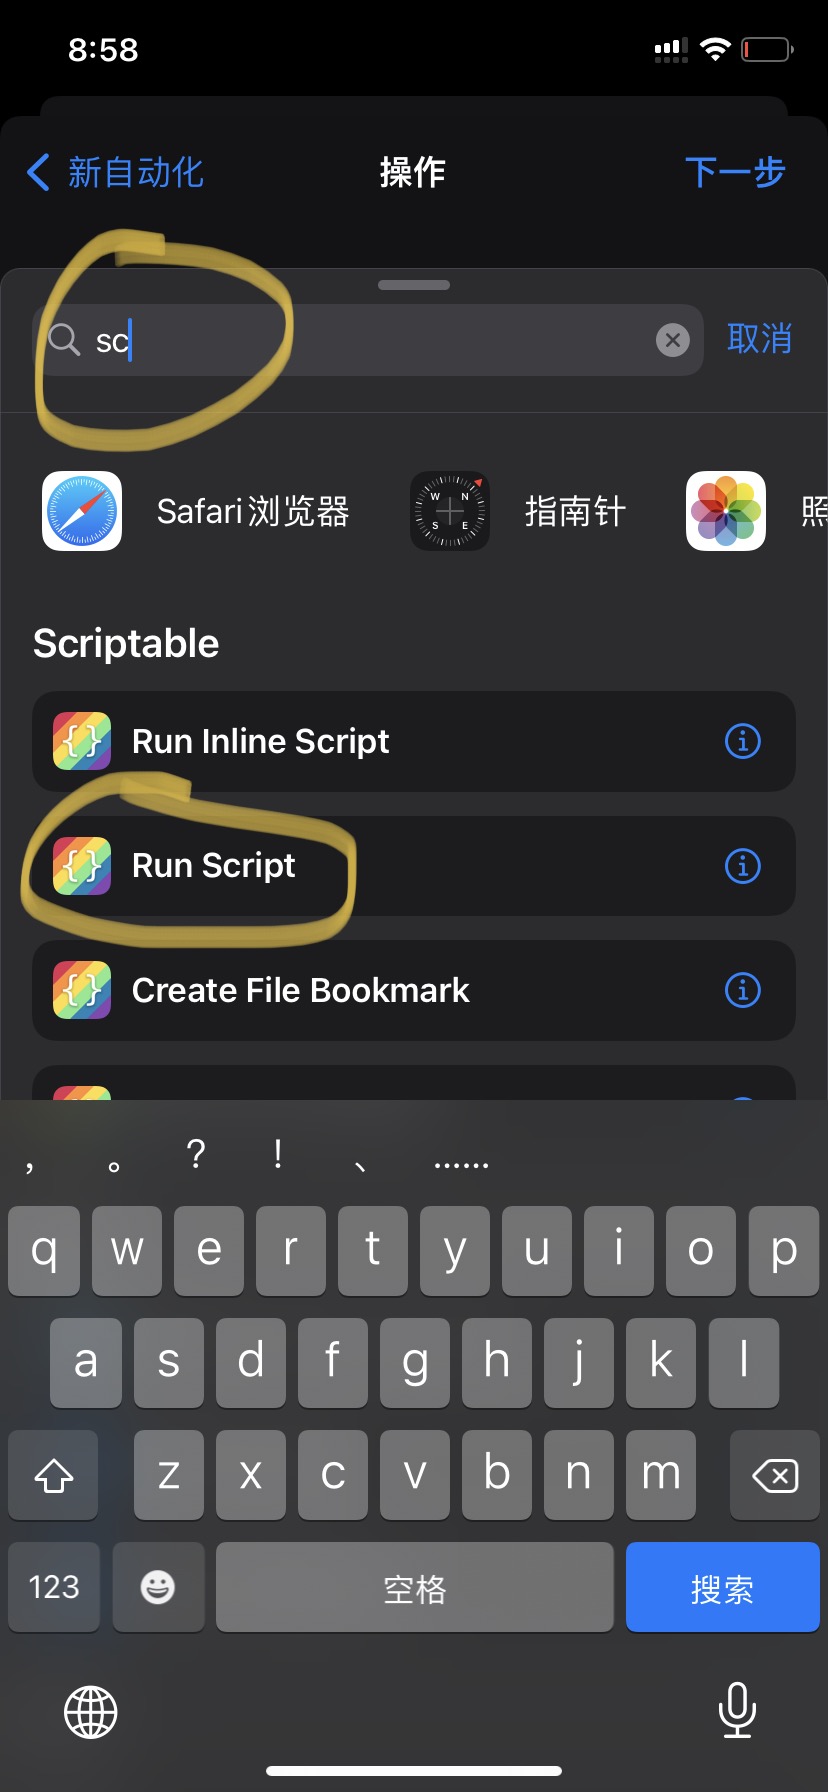 8:58
新自动化 操作 下一步
sc 取消
Safari浏览器 指南针 照
Scriptable
{} Run Inline Script
{} Run Script
{} Create File Bookmark
， 。 ？ ！ 、 ……
q w e r t y u i o p
a s d f g h j k l
z x c v b n m
123 空格 搜索